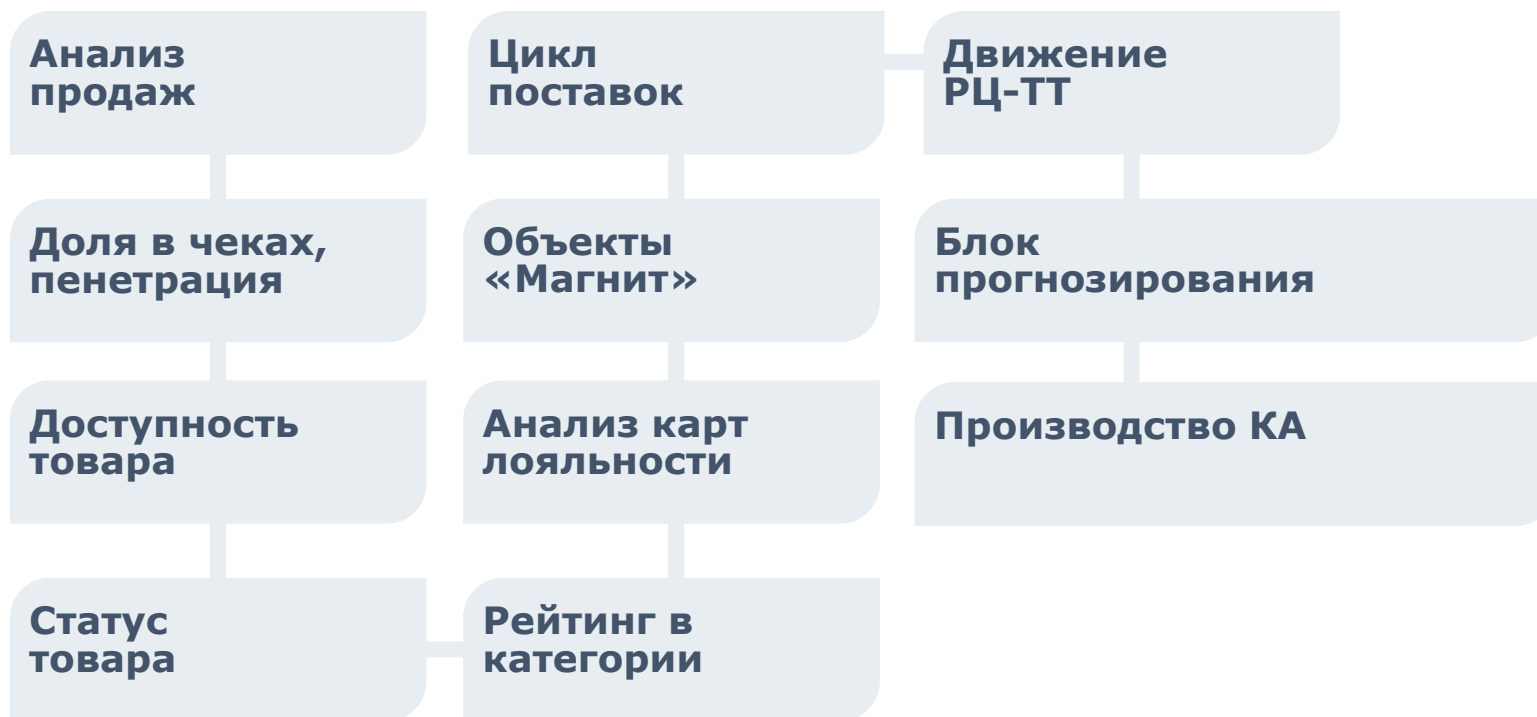 Анализ
продаж
Цикл
поставок
Движение
РЦ-ТТ
Доля в чеках,
пенетрация
Объекты
«Магнит»
Блок
прогнозирования
Доступность
товара
Анализ карт
лояльности
Производство КА
Статус
товара
Рейтинг в
категории